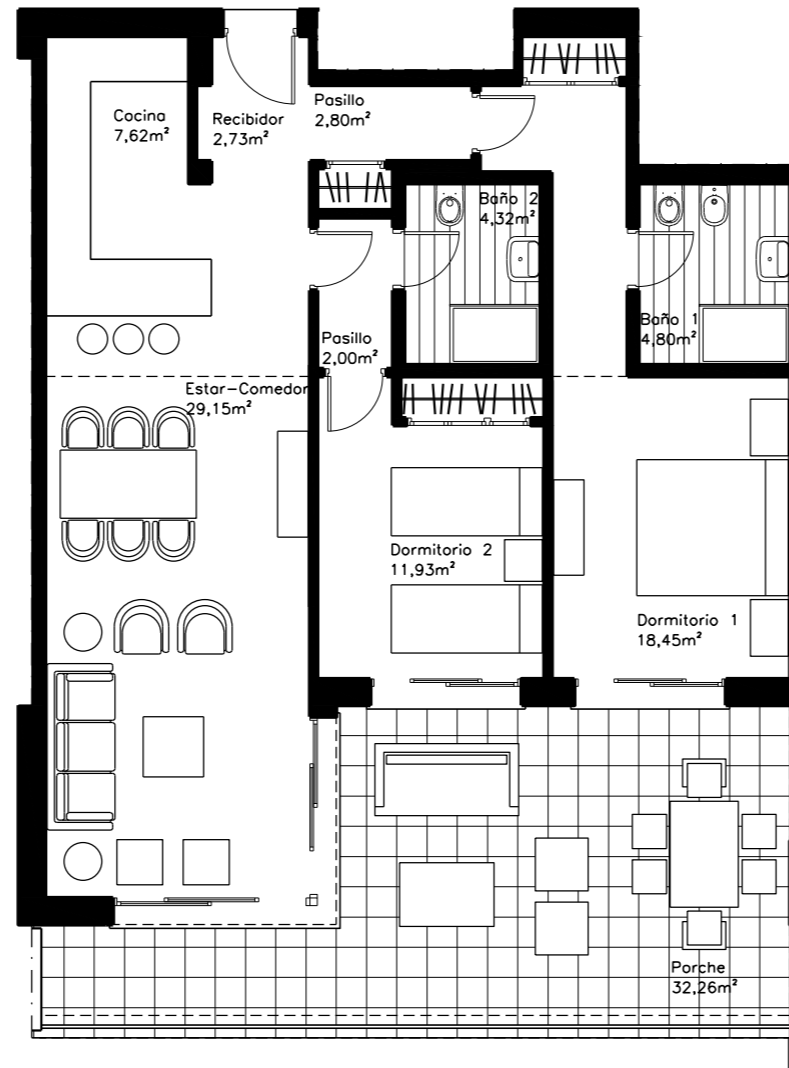 Cocina
7,62m²
Recibidor
2,73m²
Pasillo
2,80m²
Baño 2
4,32m²
Baño 1
4,80m²
Pasillo
2,00m²
Estar-Comedor
29,15m²
Dormitorio 2
11,93m²
Dormitorio 1
18,45m²
Porche
32,26m²